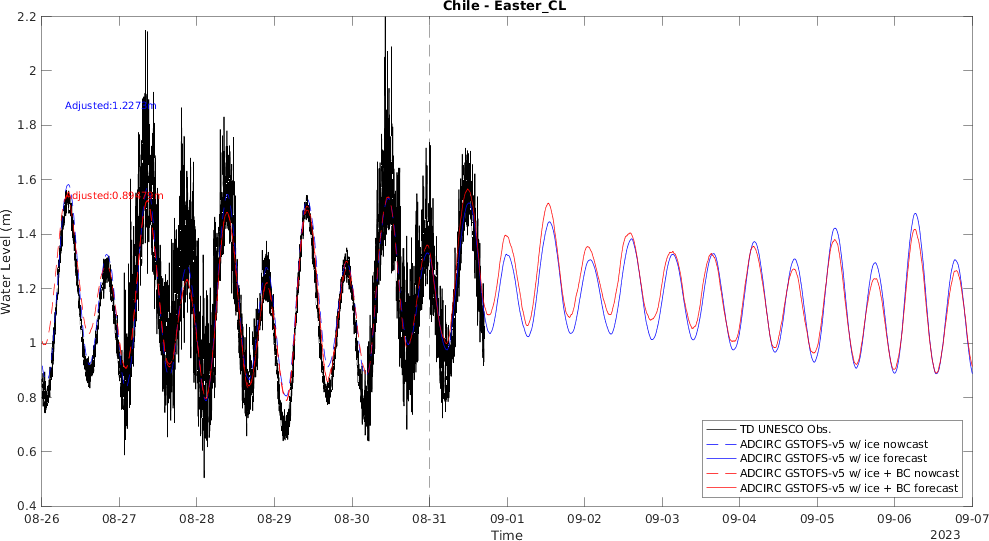 Chile - Easter_CL
Water Level (m)
2.2
2
1.8
1.6
1.4
1.2
1
0.8
0.6
0.4
Adjusted:1.227
TD UNESCO Obs.
ADCIRC GSTOFS-v5 w/ ice nowcast
ADCIRC GSTOFS-v5 w/ ice forecast
ADCIRC GSTOFS-v5 w/ ice + BC nowcast
ADCIRC GSTOFS-v5 w/ ice + BC forecast
08-26 08-27 08-28 08-29 08-30 08-31 09-01 09-02 09-03 09-04 09-05 09-06 09-07
Time
2023